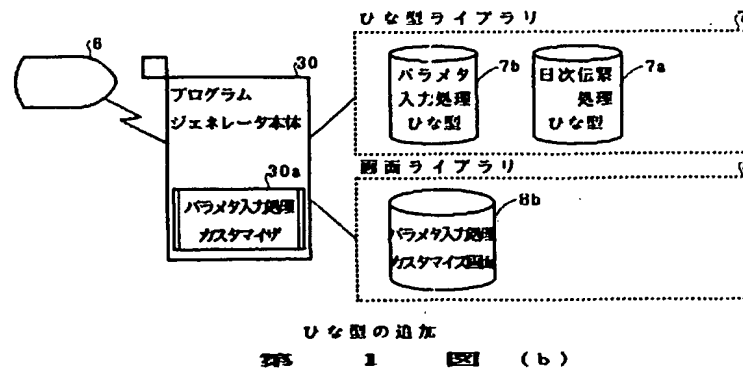 ひな型ライブラリ
6
30
プログラム
ジェネレータ本体
30a
パラメタ入力処理
カスタマイザ
パラメタ
入力処理
ひな型
7b
日次伝票
処理
ひな型
7a
画面ライブラリ
8b
パラメタ入力処理
カスタマイズ画面
ひな型の追加
第 1 図 (b)